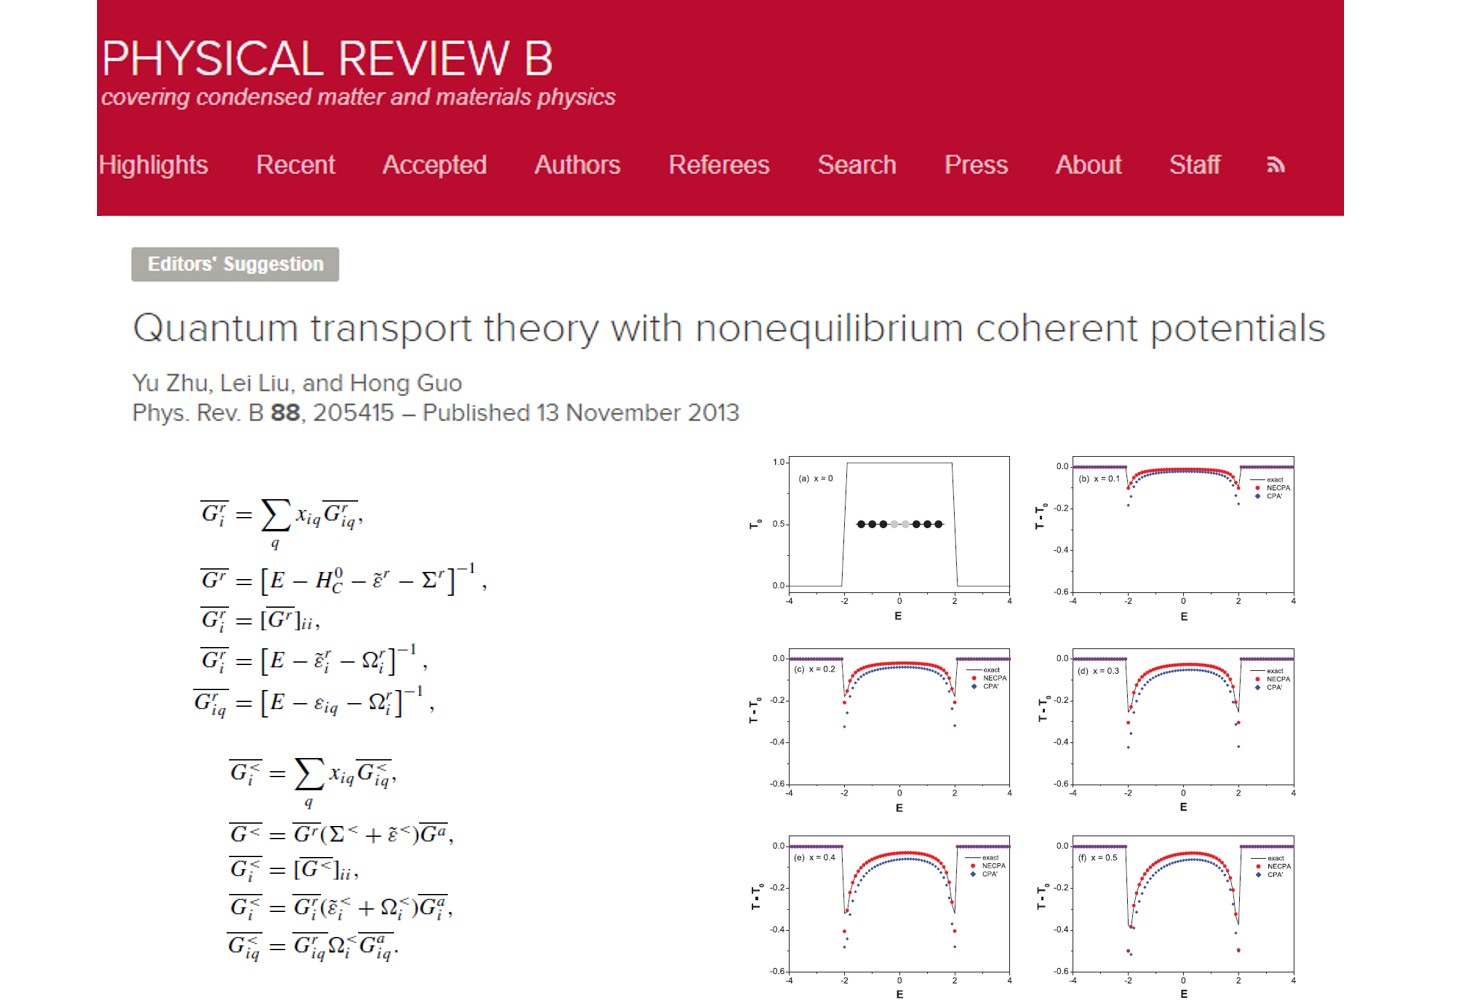 PHYSICAL REVIEW B
covering condensed matter and materials physics
Highlights Recent Accepted Authors Referees Search Press About Staff
Editors' Suggestion
Quantum transport theory with nonequilibrium coherent potentials
Yu Zhu, Lei Liu, and Hong Guo
Phys. Rev. B 88, 205415 – Published 13 November 2013
$\overline{G_i^r} = \sum_q x_{iq} \overline{G_{iq}^r},$
$\overline{G^r} = [E - H_C^0 - \tilde{\varepsilon}^r - \Sigma^r]^{-1},$
$\overline{G_i^r} = [\overline{G^r}]_{ii},$
$\overline{G_i^r} = [E - \tilde{\varepsilon}_i^r - \Omega_i^r]^{-1},$
$\overline{G_{iq}^r} = [E - \varepsilon_{iq} - \Omega_i^r]^{-1},$
$\overline{G_i^<} = \sum_q x_{iq} \overline{G_{iq}^<},$
$\overline{G^<} = \overline{G^r}(\Sigma^< + \tilde{\varepsilon}^<)\overline{G^a},$
$\overline{G_i^<} = [\overline{G^<}]_{ii},$
$\overline{G_i^<} = \overline{G_i^r}(\tilde{\varepsilon}_i^< + \Omega_i^<)\overline{G_i^a},$
$\overline{G_{iq}^<} = \overline{G_{iq}^r}\Omega_i^<\overline{G_{iq}^a}.$
(a) x = 0
1.0
0.5
0.0
T₀
-4 -2 0 2 4
E
(b) x = 0.1
exact
NECPA
CPA'
0.0
-0.2
-0.4
-0.6
T - T₀
-4 -2 0 2 4
E
(c) x = 0.2
exact
NECPA
CPA'
0.0
-0.2
-0.4
-0.6
T - T₀
-4 -2 0 2 4
E
(d) x = 0.3
exact
NECPA
CPA'
0.0
-0.2
-0.4
-0.6
T - T₀
-4 -2 0 2 4
E
(e) x = 0.4
exact
NECPA
CPA'
0.0
-0.2
-0.4
-0.6
T - T₀
-4 -2 0 2 4
E
(f) x = 0.5
exact
NECPA
CPA'
0.0
-0.2
-0.4
-0.6
T - T₀
-4 -2 0 2 4
E